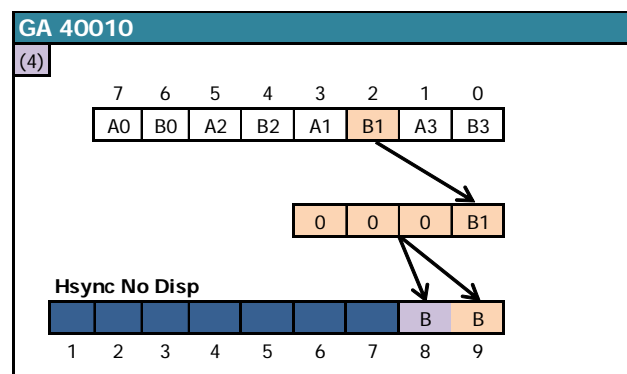 GA 40010
(4)
7 6 5 4 3 2 1 0
A0 B0 A2 B2 A1 B1 A3 B3
0 0 0 B1
Hsync No Disp
B B
1 2 3 4 5 6 7 8 9